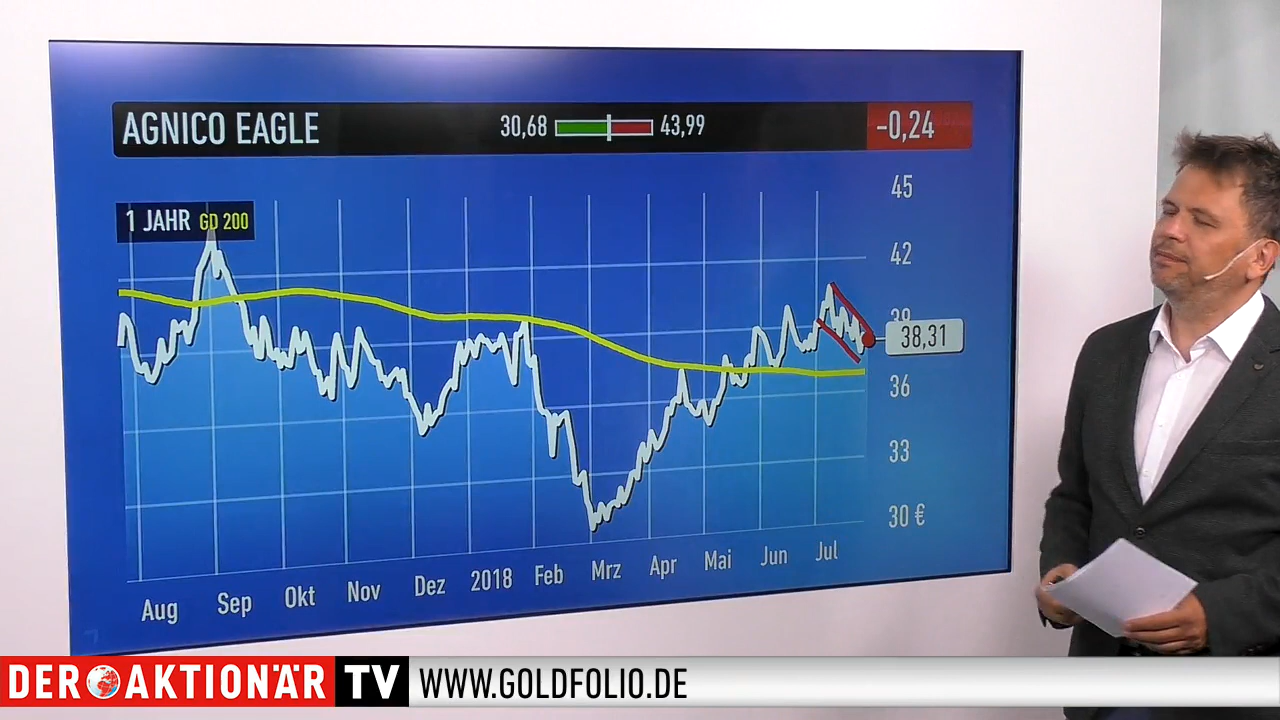 AGNICO EAGLE 30,68 43,99 -0,24
1 JAHR GD 200
45
42
39
38,31
36
33
30 €
Aug Sep Okt Nov Dez 2018 Feb Mrz Apr Mai Jun Jul
DER AKTIONÄR TV WWW.GOLDFOLIO.DE